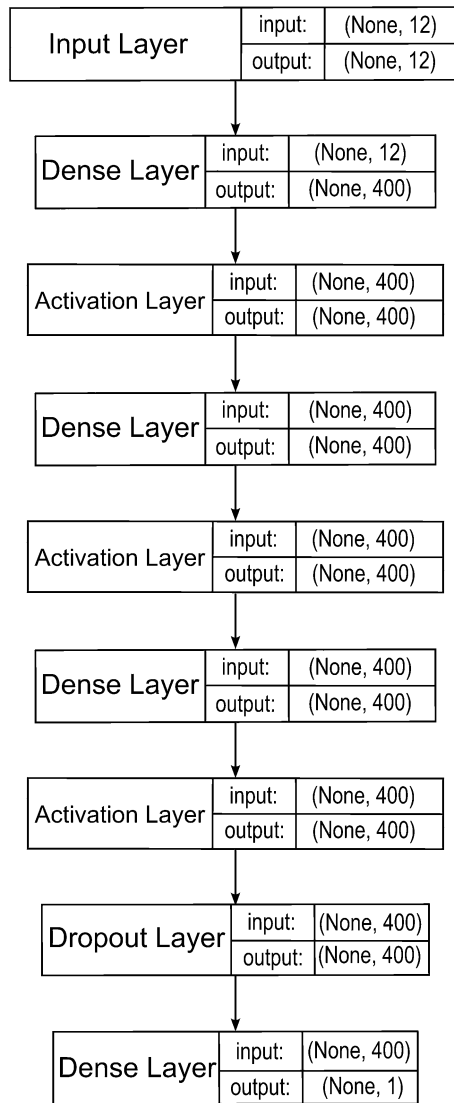 Input Layer
input: (None, 12)
output: (None, 12)
Dense Layer
input: (None, 12)
output: (None, 400)
Activation Layer
input: (None, 400)
output: (None, 400)
Dense Layer
input: (None, 400)
output: (None, 400)
Activation Layer
input: (None, 400)
output: (None, 400)
Dense Layer
input: (None, 400)
output: (None, 400)
Activation Layer
input: (None, 400)
output: (None, 400)
Dropout Layer
input: (None, 400)
output: (None, 400)
Dense Layer
input: (None, 400)
output: (None, 1)